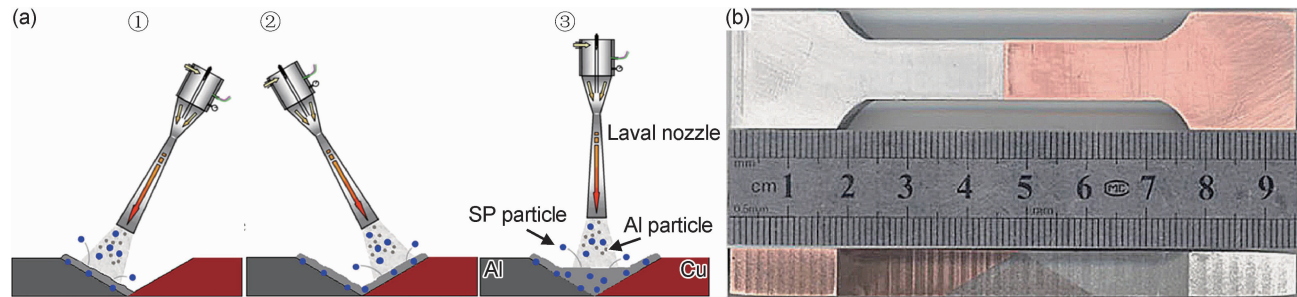 (a)
① ② ③
Laval nozzle
SP particle
Al particle
Al
Cu
(b)
mm
cm 1 2 3 4 5 6 MC 7 8 9
0.5mm
mm